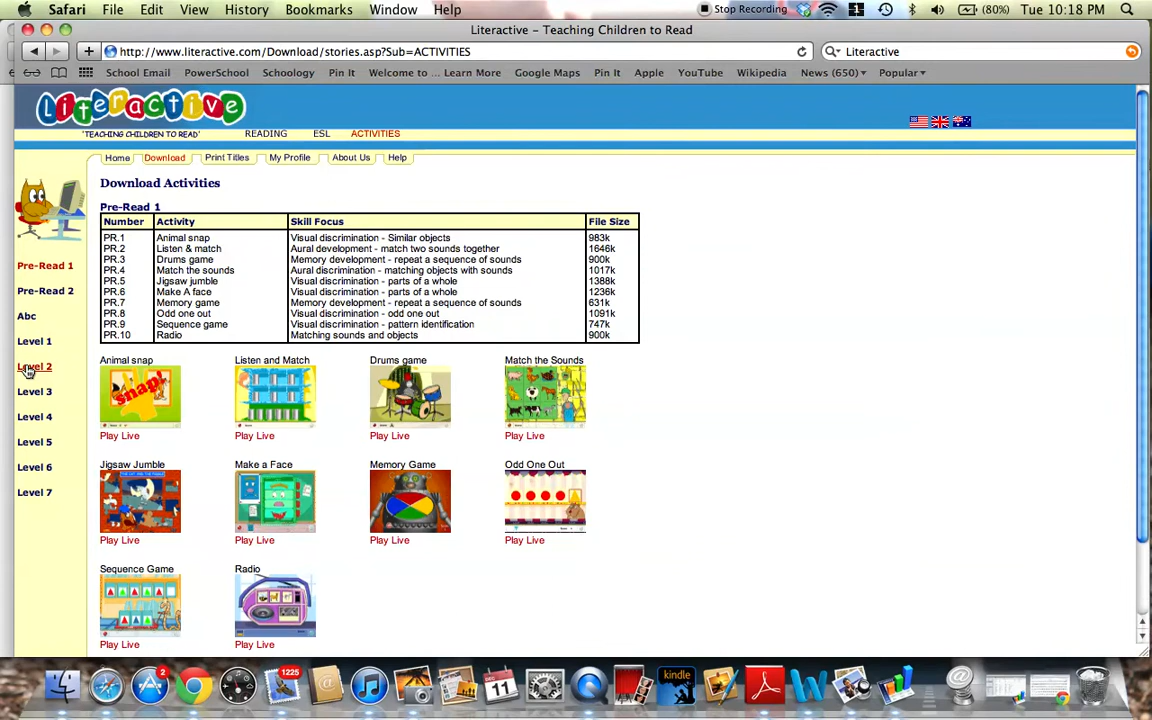 Safari File Edit View History Bookmarks Window Help Stop Recording 1 (80%) Tue 10:18 PM
Literactive – Teaching Children to Read
http://www.literactive.com/Download/stories.asp?Sub=ACTIVITIES Literactive
School Email PowerSchool Schoology Pin It Welcome to ... Learn More Google Maps Pin It Apple YouTube Wikipedia News (650) Popular
Literactive
'TEACHING CHILDREN TO READ' READING ESL ACTIVITIES
Home Download Print Titles My Profile About Us Help
Download Activities
Pre-Read 1
Number Activity Skill Focus File Size
PR.1 Animal snap Visual discrimination - Similar objects 983k
PR.2 Listen & match Aural development - match two sounds together 1646k
PR.3 Drums game Memory development - repeat a sequence of sounds 900k
PR.4 Match the sounds Aural discrimination - matching objects with sounds 1017k
PR.5 Jigsaw jumble Visual discrimination - parts of a whole 1388k
PR.6 Make A face Visual discrimination - parts of a whole 1236k
PR.7 Memory game Memory development - repeat a sequence of sounds 631k
PR.8 Odd one out Visual discrimination - odd one out 1091k
PR.9 Sequence game Visual discrimination - pattern identification 747k
PR.10 Radio Matching sounds and objects 900k
Pre-Read 1
Pre-Read 2
Abc
Level 1
Level 2
Level 3
Level 4
Level 5
Level 6
Level 7
Animal snap Listen and Match Drums game Match the Sounds
snap!
Play Live Play Live Play Live Play Live
Jigsaw Jumble Make a Face Memory Game Odd One Out
Play Live Play Live Play Live Play Live
Sequence Game Radio
Play Live Play Live
2 1225 DEC 11 kindle